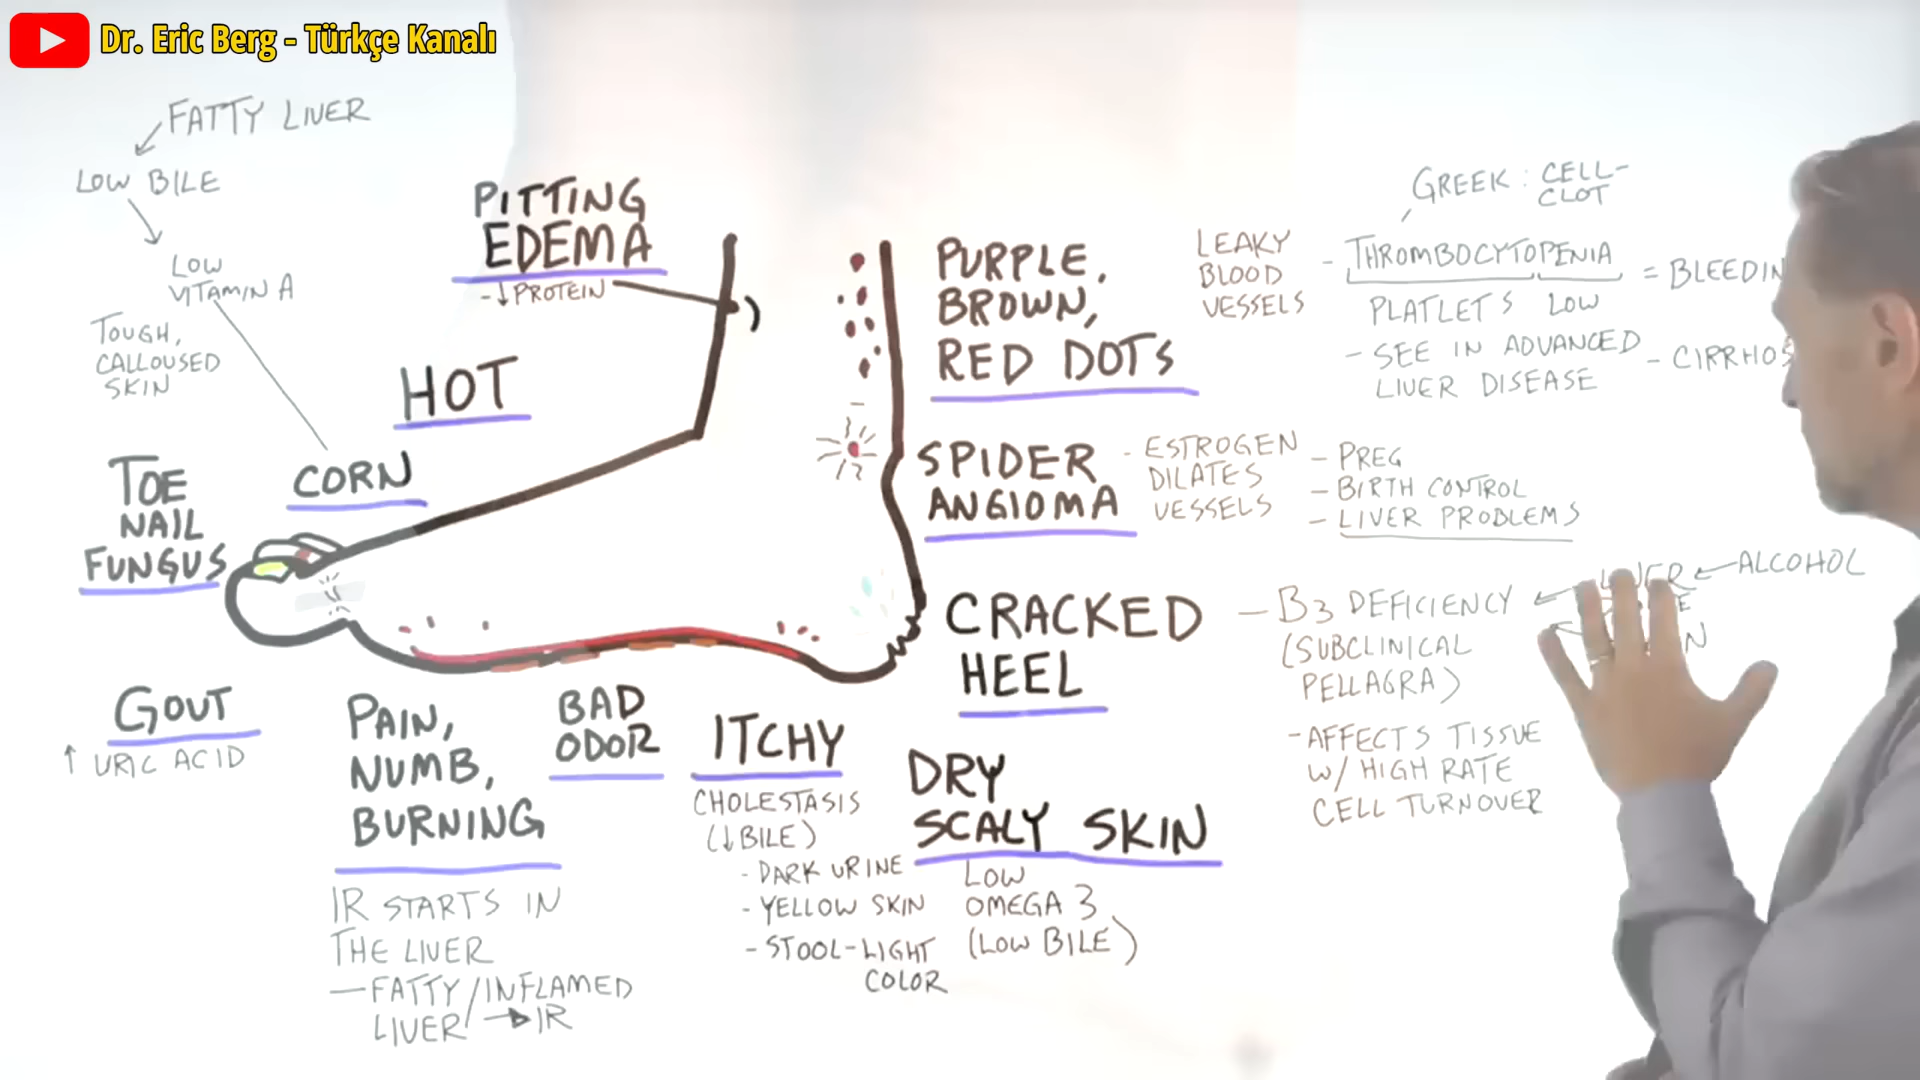 Dr. Eric Berg - Türkçe Kanalı
FATTY LIVER
LOW BILE
LOW
VITAMIN A
TOUGH,
CALLOUSED
SKIN
PITTING
EDEMA
- ↓ PROTEIN
HOT
CORN
TOE
NAIL
FUNGUS
GOUT
↑ URIC ACID
PAIN,
NUMB,
BURNING
IR STARTS IN
THE LIVER
— FATTY/INFLAMED
LIVER → IR
BAD
ODOR
ITCHY
CHOLESTASIS
(↓ BILE)
- DARK URINE
- YELLOW SKIN
- STOOL-LIGHT
COLOR
PURPLE,
BROWN,
RED DOTS
LEAKY
BLOOD
VESSELS
GREEK: CELL-
CLOT
- THROMBOCYTOPENIA
PLATLETS LOW
= BLEEDIN
- SEE IN ADVANCED
LIVER DISEASE
- CIRRHOS
SPIDER
ANGIOMA
- ESTROGEN
DILATES
VESSELS
- PREG
- BIRTH CONTROL
- LIVER PROBLEMS
CRACKED
HEEL
— B3 DEFICIENCY
(SUBCLINICAL
PELLAGRA)
ALCOHOL
- AFFECTS TISSUE
W/ HIGH RATE
CELL TURNOVER
DRY
SCALY SKIN
LOW
OMEGA 3
(LOW BILE)